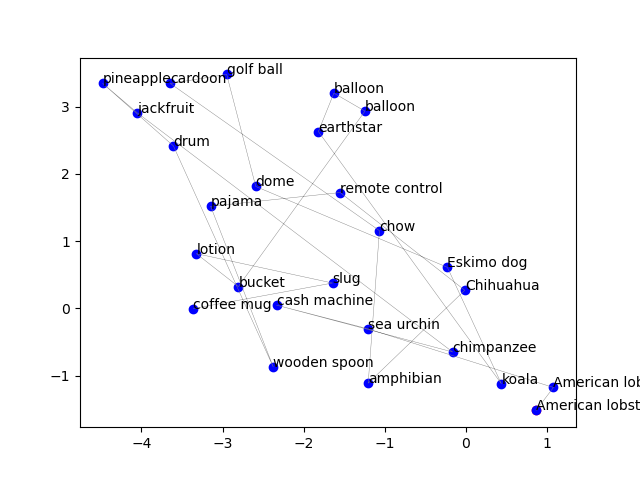 golf ball
pineapple
cardoon
balloon
balloon
jackfruit
earthstar
drum
dome
remote control
pajama
chow
lotion
Eskimo dog
bucket
slug
Chihuahua
coffee mug
cash machine
sea urchin
chimpanzee
wooden spoon
amphibian
koala
American lob
American lobst
3
2
1
0
−1
−4
−3
−2
−1
0
1